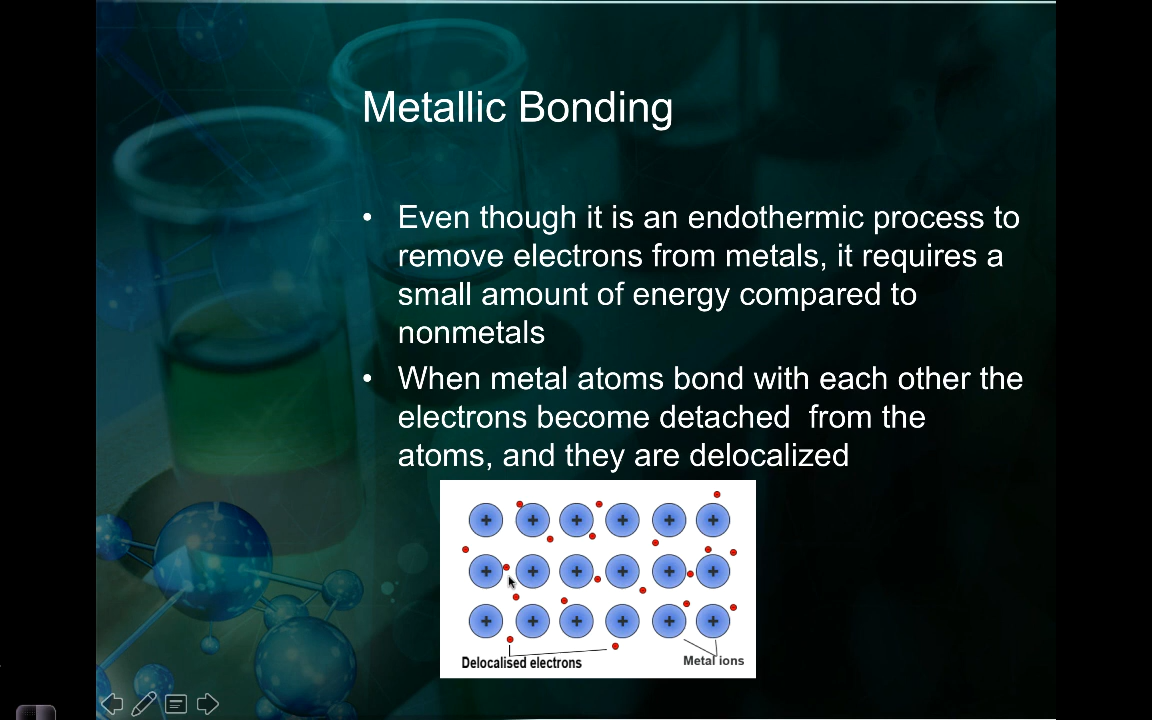 Metallic Bonding
• Even though it is an endothermic process to
remove electrons from metals, it requires a
small amount of energy compared to
nonmetals
• When metal atoms bond with each other the
electrons become detached  from the
atoms, and they are delocalized
+ + + + + +
+ + + + + +
+ + + + + +
Delocalised electrons Metal ions